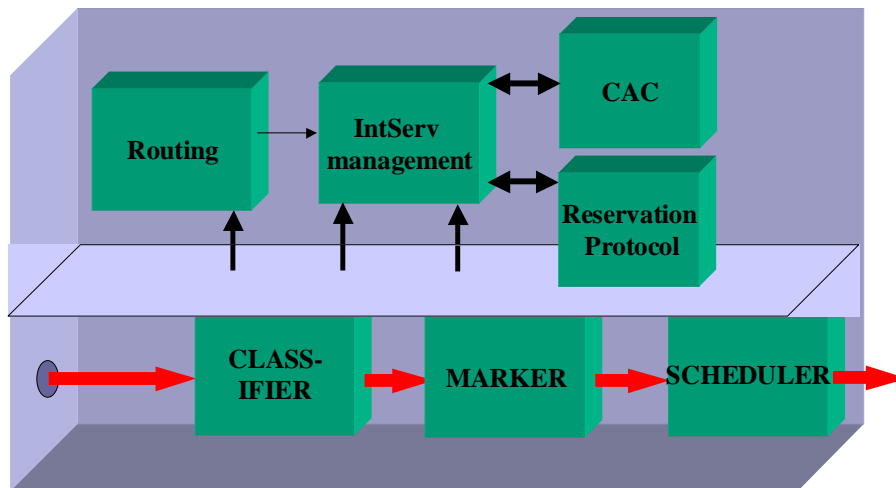 Routing
IntServ
management
CAC
Reservation
Protocol
CLASS-
IFIER
MARKER
SCHEDULER